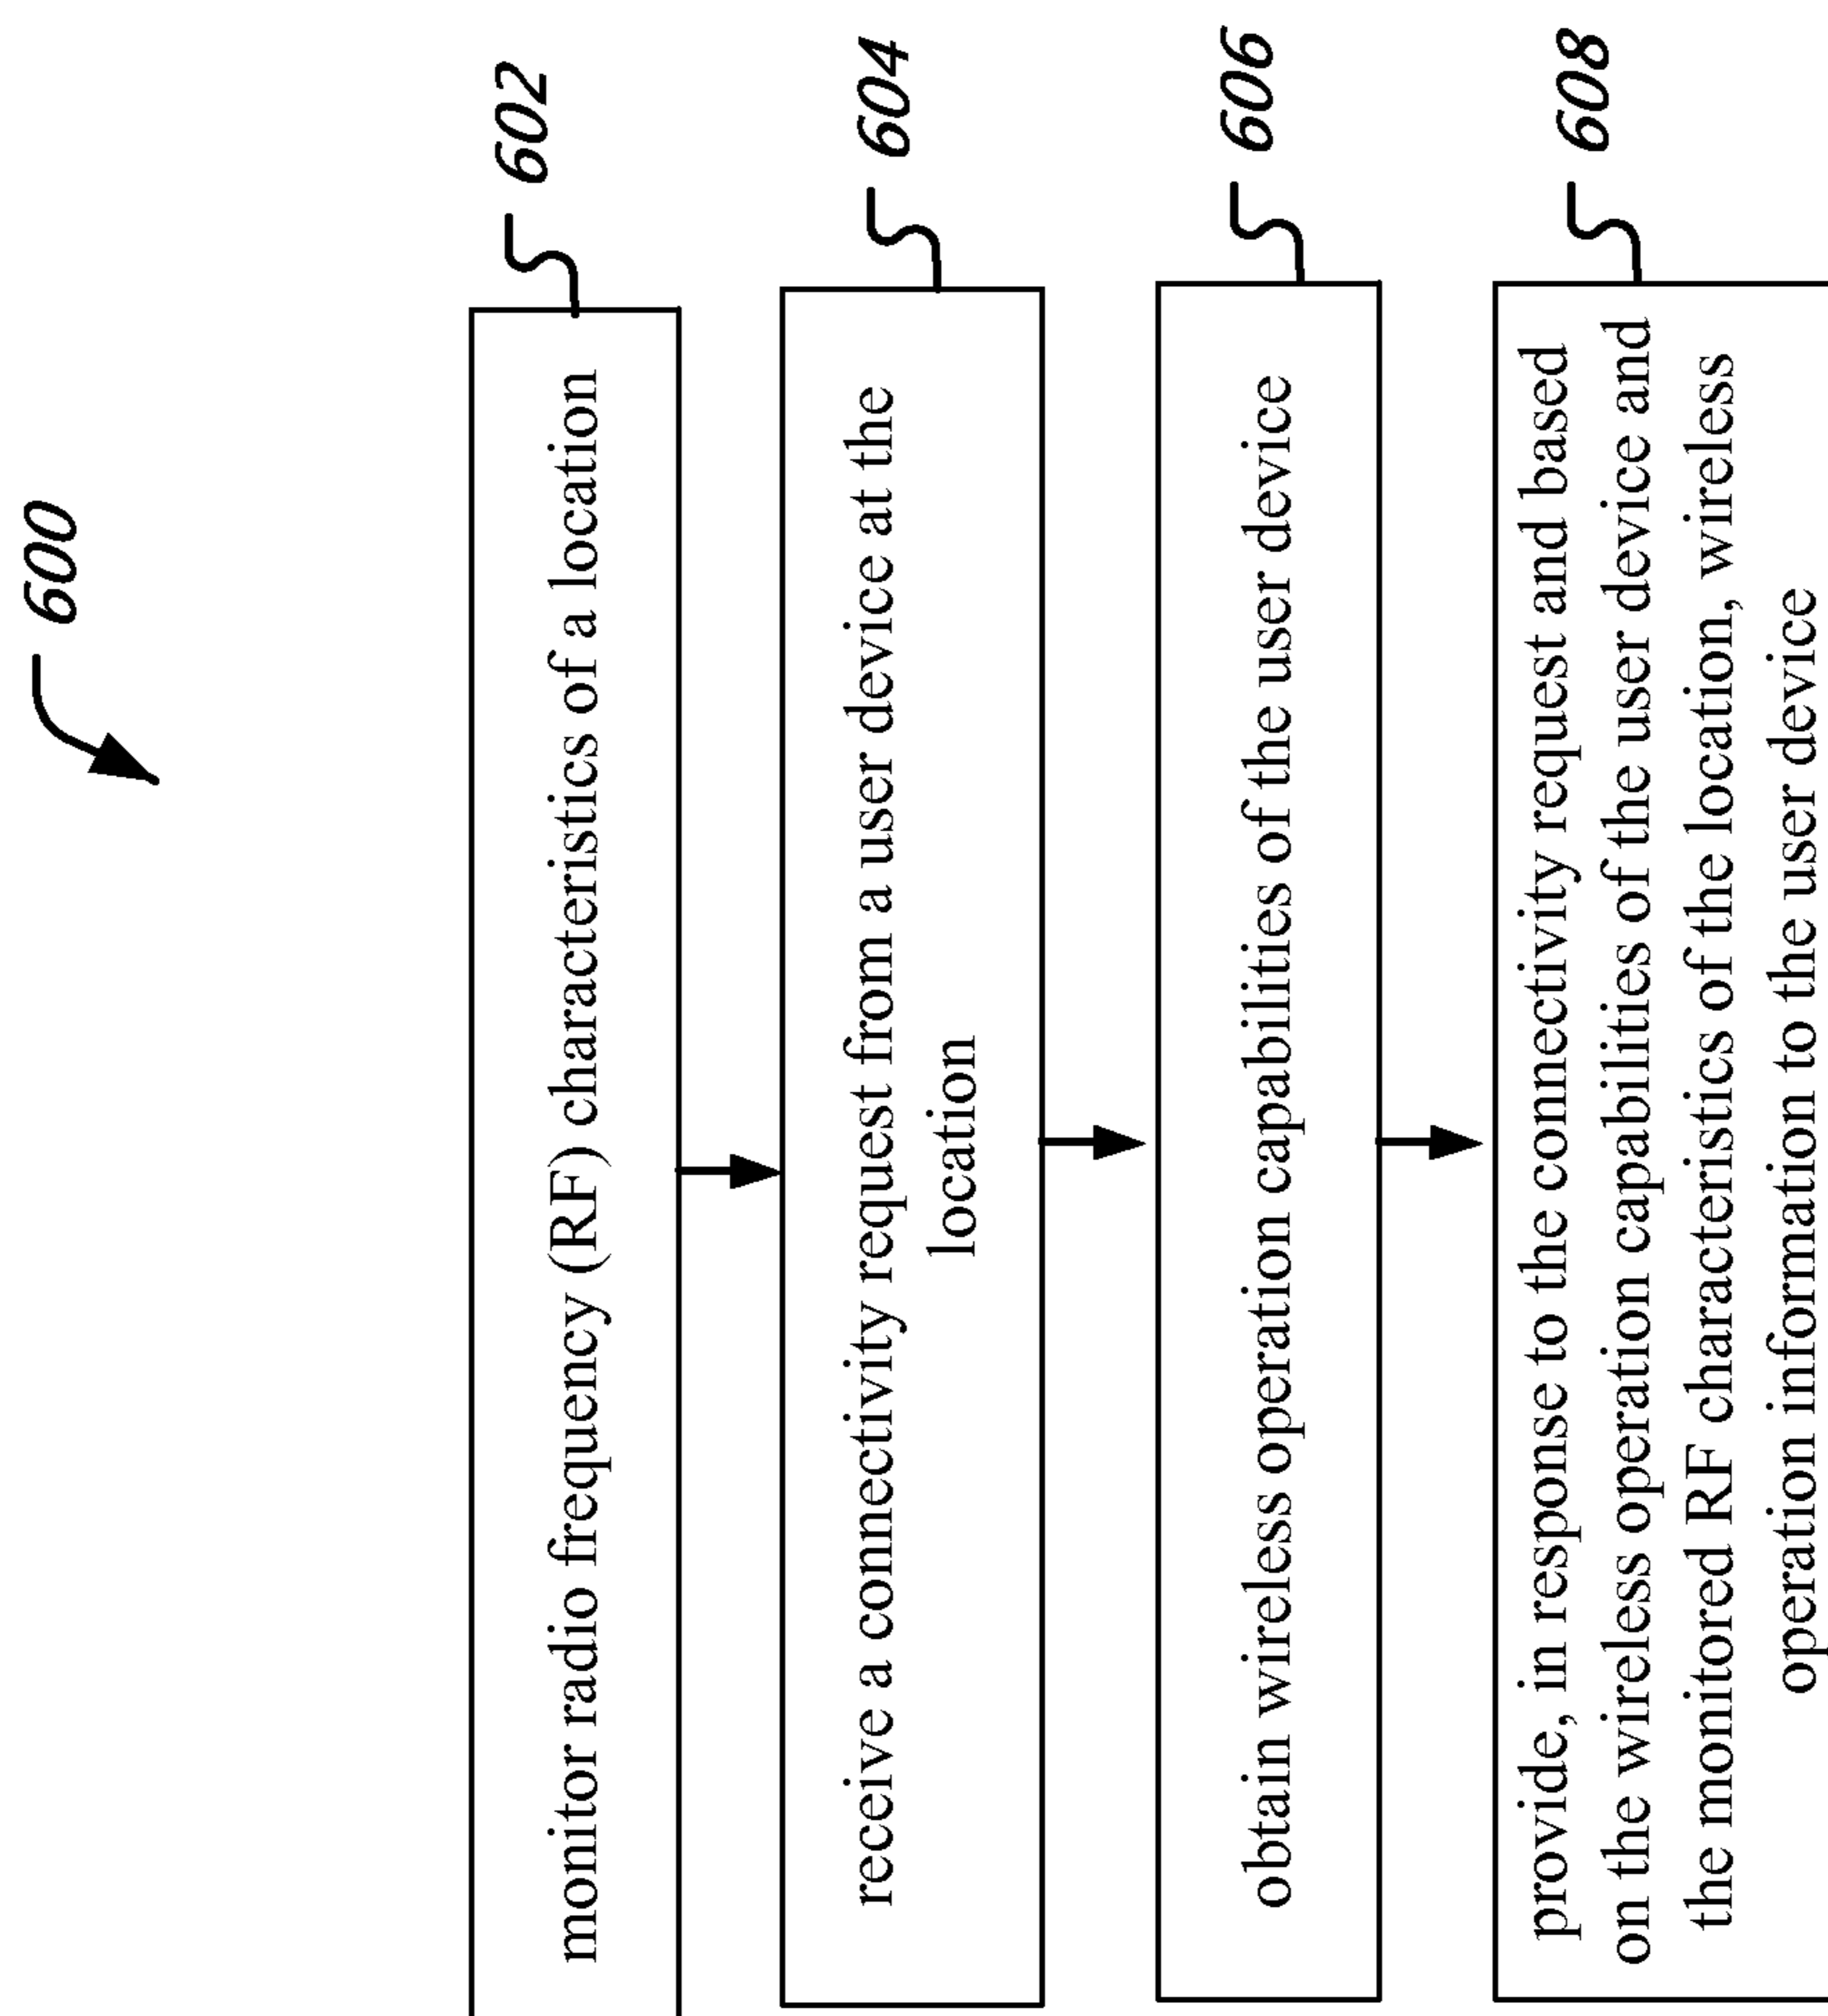 600
602
monitor radio frequency (RF) characteristics of a location
604
receive a connectivity request from a user device at the
location
606
obtain wireless operation capabilities of the user device
608
provide, in response to the connectivity request and based
on the wireless operation capabilities of the user device and
the monitored RF characteristics of the location, wireless
operation information to the user device